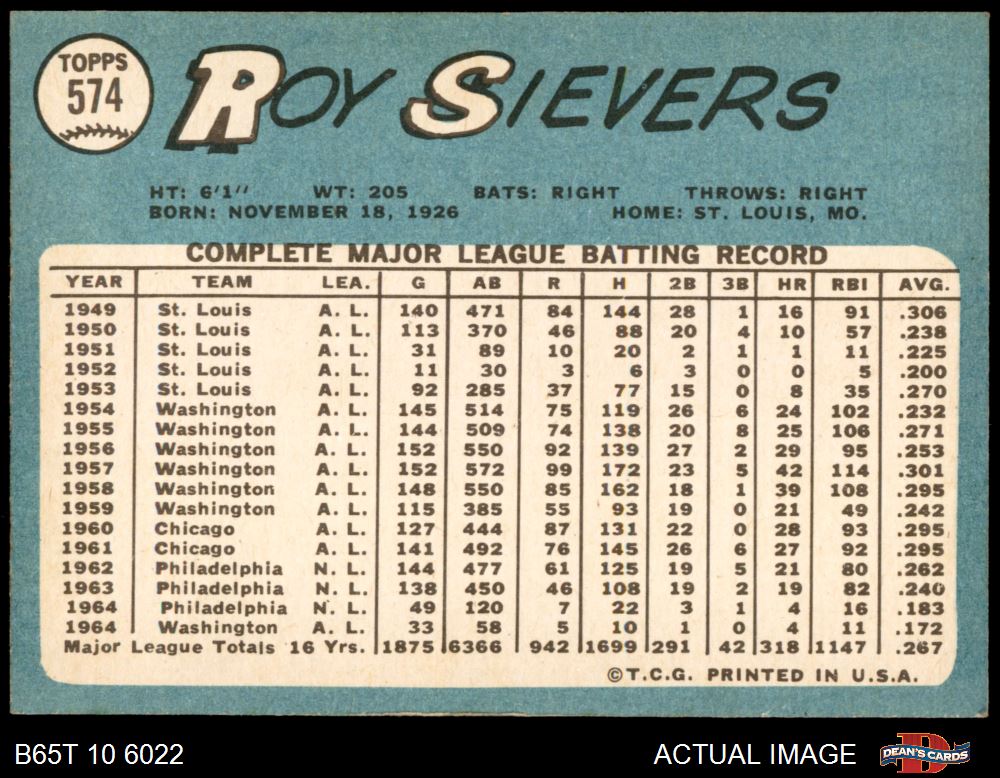 TOPPS
574
ROY SIEVERS
HT: 6'1" WT: 205 BATS: RIGHT THROWS: RIGHT
BORN: NOVEMBER 18, 1926 HOME: ST. LOUIS, MO.
COMPLETE MAJOR LEAGUE BATTING RECORD
YEAR TEAM LEA. G AB R H 2B 3B HR RBI AVG.
1949 St. Louis A. L. 140 471 84 144 28 1 16 91 .306
1950 St. Louis A. L. 113 370 46 88 20 4 10 57 .238
1951 St. Louis A. L. 31 89 10 20 2 1 1 11 .225
1952 St. Louis A. L. 11 30 3 6 3 0 0 5 .200
1953 St. Louis A. L. 92 285 37 77 15 0 8 35 .270
1954 Washington A. L. 145 514 75 119 26 6 24 102 .232
1955 Washington A. L. 144 509 74 138 20 8 25 106 .271
1956 Washington A. L. 152 550 92 139 27 2 29 95 .253
1957 Washington A. L. 152 572 99 172 23 5 42 114 .301
1958 Washington A. L. 148 550 85 162 18 1 39 108 .295
1959 Washington A. L. 115 385 55 93 19 0 21 49 .242
1960 Chicago A. L. 127 444 87 131 22 0 28 93 .295
1961 Chicago A. L. 141 492 76 145 26 6 27 92 .295
1962 Philadelphia N. L. 144 477 61 125 19 5 21 80 .262
1963 Philadelphia N. L. 138 450 46 108 19 2 19 82 .240
1964 Philadelphia N. L. 49 120 7 22 3 1 4 16 .183
1964 Washington A. L. 33 58 5 10 1 0 4 11 .172
Major League Totals 16 Yrs. 1875 6366 942 1699 291 42 318 1147 .267
©T.C.G. PRINTED IN U.S.A.
B65T 10 6022 ACTUAL IMAGE DEAN'S CARDS